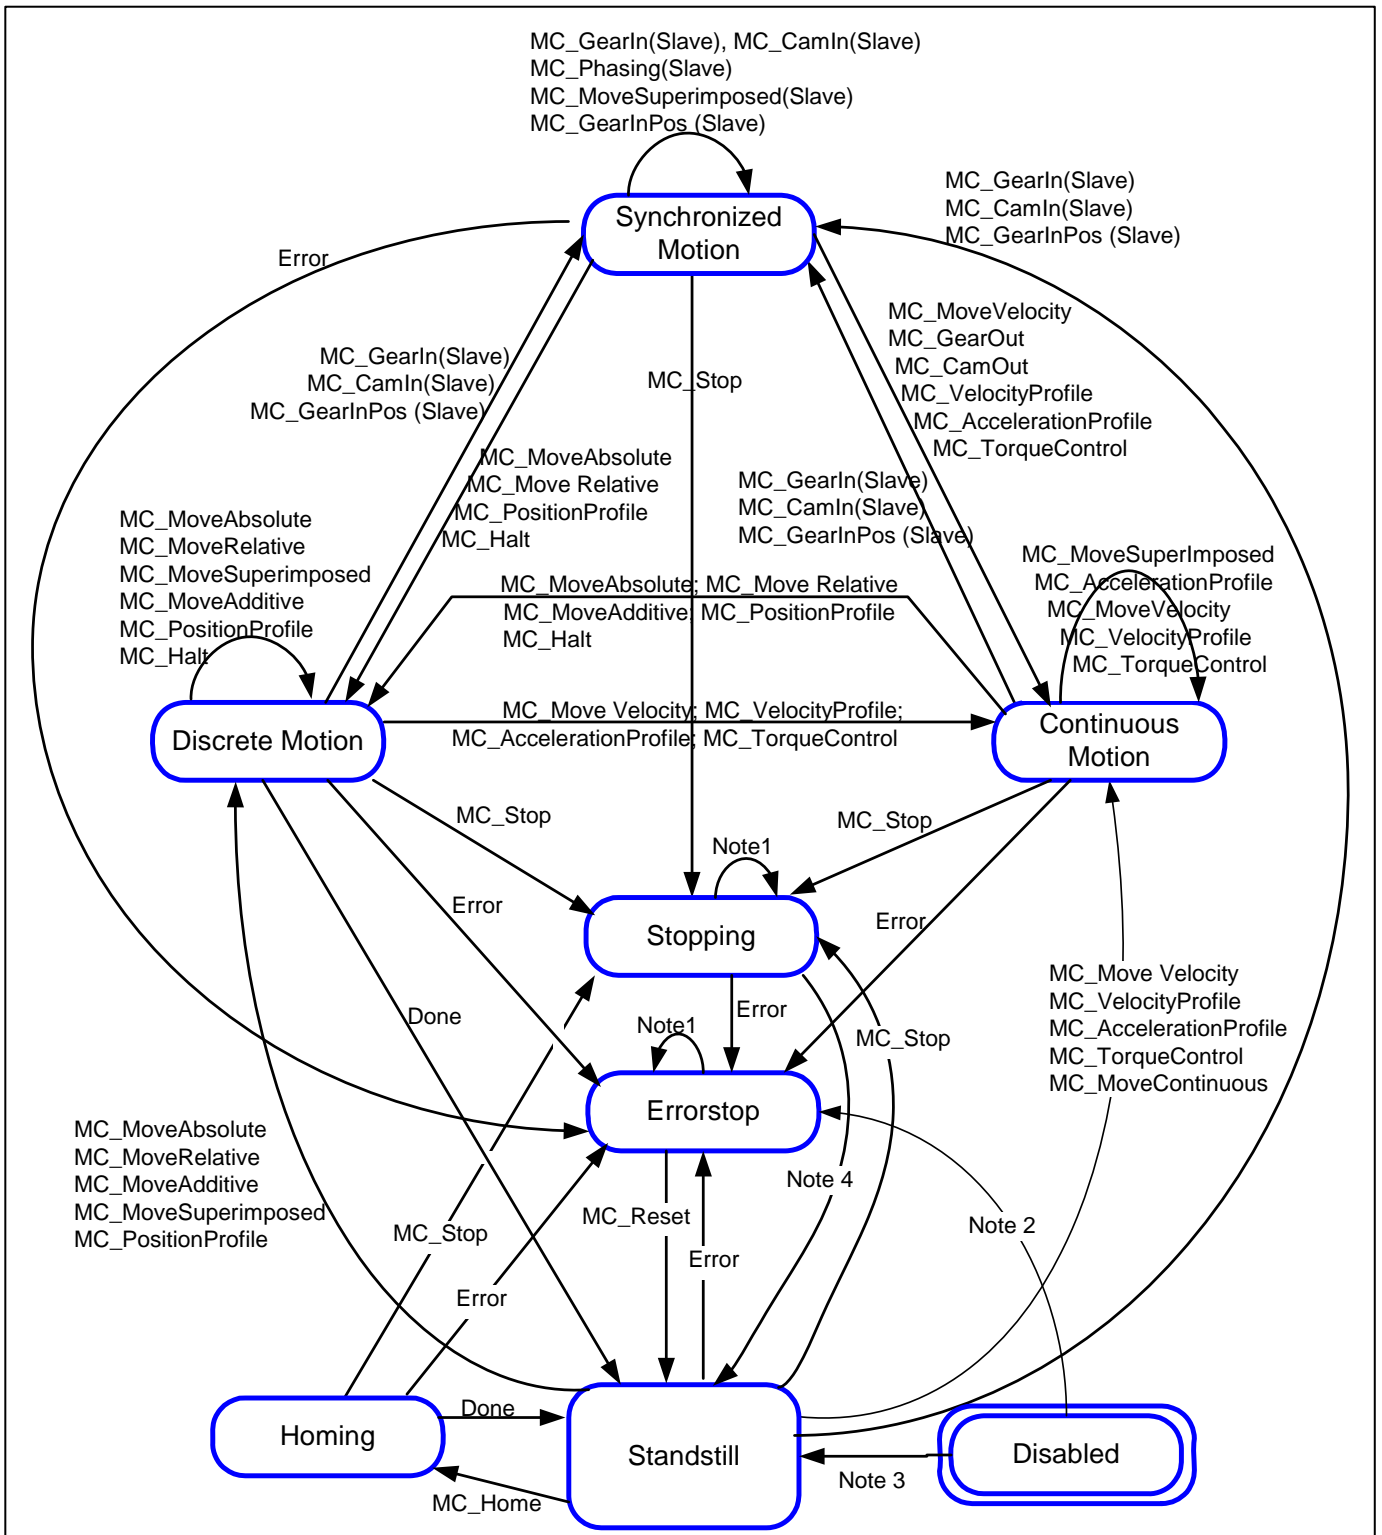 MC_GearIn(Slave), MC_CamIn(Slave)
MC_Phasing(Slave)
MC_MoveSuperimposed(Slave)
MC_GearInPos (Slave)
MC_GearIn(Slave)
MC_CamIn(Slave)
MC_GearInPos (Slave)
Synchronized
Motion
Error
MC_MoveVelocity
MC_GearOut
MC_CamOut
MC_VelocityProfile
MC_AccelerationProfile
MC_TorqueControl
MC_GearIn(Slave)
MC_CamIn(Slave)
MC_GearInPos (Slave)
MC_Stop
MC_MoveAbsolute
MC_Move Relative
MC_PositionProfile
MC_Halt
MC_GearIn(Slave)
MC_CamIn(Slave)
MC_GearInPos (Slave)
MC_MoveAbsolute
MC_MoveRelative
MC_MoveSuperimposed
MC_MoveAdditive
MC_PositionProfile
MC_Halt
MC_MoveSuperImposed
MC_AccelerationProfile
MC_MoveVelocity
MC_VelocityProfile
MC_TorqueControl
MC_MoveAbsolute; MC_Move Relative
MC_MoveAdditive; MC_PositionProfile
MC_Halt
MC_Move Velocity; MC_VelocityProfile;
MC_AccelerationProfile; MC_TorqueControl
Discrete Motion
Continuous
Motion
MC_Stop
MC_Stop
Note1
Error
Stopping
Error
MC_Move Velocity
MC_VelocityProfile
MC_AccelerationProfile
MC_TorqueControl
MC_MoveContinuous
Done
Note1
Error
MC_Stop
Errorstop
MC_MoveAbsolute
MC_MoveRelative
MC_MoveAdditive
MC_MoveSuperimposed
MC_PositionProfile
Note 4
MC_Stop
MC_Reset
Error
Note 2
Error
Homing
Done
Standstill
Disabled
MC_Home
Note 3